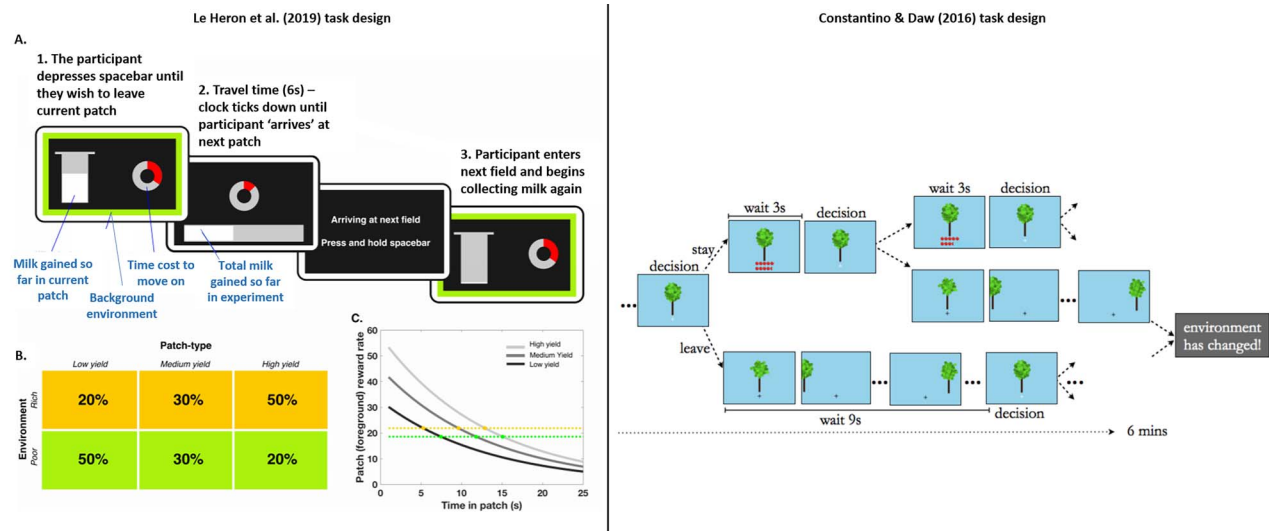 Le Heron et al. (2019) task design
A.
1. The participant
depresses spacebar until
they wish to leave
current patch
2. Travel time (6s) –
clock ticks down until
participant ‘arrives’ at
next patch
3. Participant enters
next field and begins
collecting milk again
Arriving at next field
Press and hold spacebar
Milk gained so
far in current
patch
Background
environment
Time cost to
move on
Total milk
gained so far
in experiment
B.
Patch-type
Low yield Medium yield High yield
Environment
Rich
20% 30% 50%
Poor
50% 30% 20%
C.
Patch (foreground) reward rate
60
50
40
30
20
10
0
High yield
Medium Yield
Low yield
0 5 10 15 20 25
Time in patch (s)
Constantino & Daw (2016) task design
decision
stay
leave
wait 3s
decision
wait 3s
decision
wait 9s
decision
environment
has changed!
6 mins